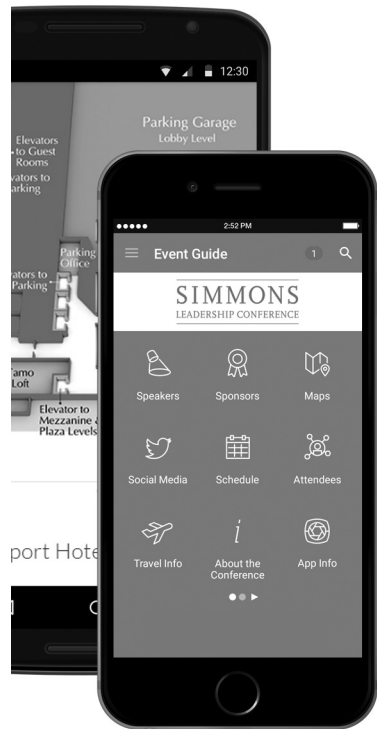 12:30
Parking Garage
Lobby Level
Elevators
to Guest
Rooms
vators to
arking
Parking
Office
ators to
Parking
amo
Loft
Elevator to
Mezzanine &
Plaza Levels
port Hote
2:52 PM
Event Guide
1
SIMMONS
LEADERSHIP CONFERENCE
Speakers
Sponsors
Maps
Social Media
Schedule
Attendees
Travel Info
i
About the
Conference
App Info